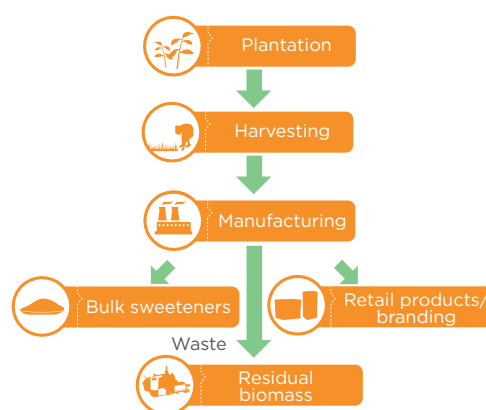 Plantation
Harvesting
Manufacturing
Bulk sweeteners
Retail products/
branding
Waste
Residual
biomass